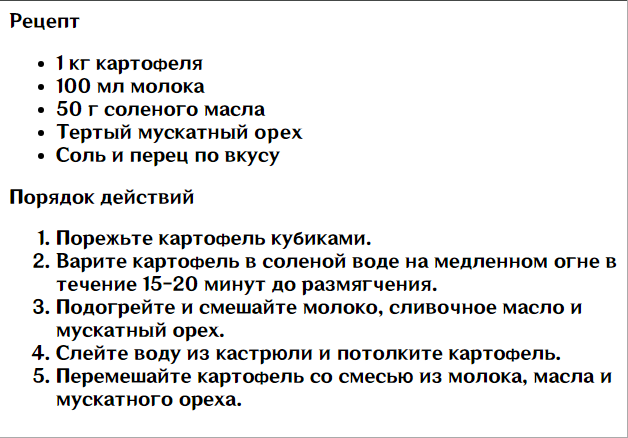 Рецепт
• 1 кг картофеля
• 100 мл молока
• 50 г соленого масла
• Тертый мускатный орех
• Соль и перец по вкусу
Порядок действий
1. Порежьте картофель кубиками.
2. Варите картофель в соленой воде на медленном огне в
течение 15-20 минут до размягчения.
3. Подогрейте и смешайте молоко, сливочное масло и
мускатный орех.
4. Слейте воду из кастрюли и потолките картофель.
5. Перемешайте картофель со смесью из молока, масла и
мускатного ореха.